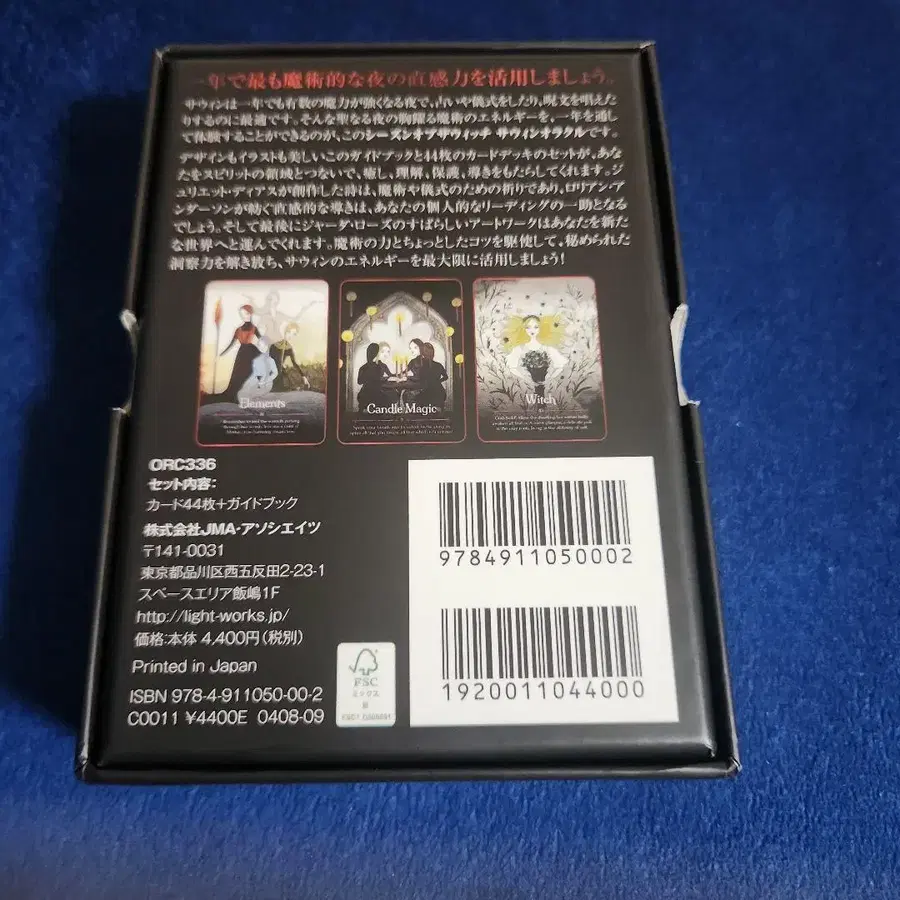 一年で最も魔術的な夜の直感力を活用しましょう。
サウィンは一年でも有数の魔力が強くなる夜で、占いや儀式をしたり、呪文を唱えた
りするのに最適です。そんな聖なる夜の躍る魔術のエネルギーを、一年を通し
て体験することができるのが、このシーズンオブザウィッチ サウィンオラクルです。
デザインもイラストも美しいこのガイドブックと44枚のカードデッキのセットが、あな
たをスピリットの領域とつないで、癒し、理解、保護、導きをもたらしてくれます。ジ
ュリエット・ディアスが創作した詩は、魔術や儀式のための祈りであり、ロリアン・ア
ンダーソンが紡ぐ直感的な導きは、あなたの個人的なリーディングの一助となる
でしょう。そして最後にジャーダ・ローズのすばらしいアートワークはあなたを新た
な世界へと運んでくれます。魔術の力とちょっとしたコツを駆使して、秘められた
洞察力を解き放ち、サウィンのエネルギーを最大限に活用しましょう!
Elements
Candle Magic
Witch
ORC336
セット内容:
カード44枚+ガイドブック
株式会社JMA・アソシエイツ
〒141-0031
東京都品川区西五反田2-23-1
スペースエリア飯嶋1F
http://light-works.jp/
価格:本体 4,400円(税別)
Printed in Japan
ISBN 978-4-911050-00-2
C0011 ¥4400E 0408-09
FSC
ミックス
9784911050002
1920011044000